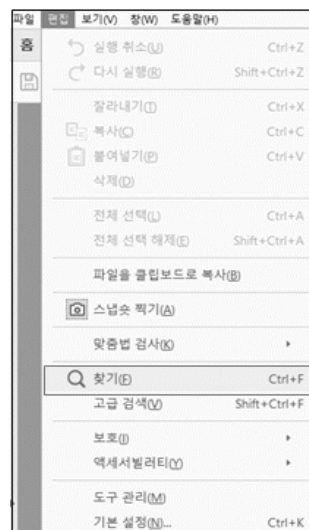 파일 편집 보기(V) 창(W) 도움말(H)
홈
실행 취소(U) Ctrl+Z
다시 실행(R) Shift+Ctrl+Z
잘라내기(T) Ctrl+X
복사(C) Ctrl+C
붙여넣기(P) Ctrl+V
삭제(D)
전체 선택(L) Ctrl+A
전체 선택 해제(E) Shift+Ctrl+A
파일을 클립보드로 복사(B)
스냅숏 찍기(A)
맞춤법 검사(K)
찾기(F) Ctrl+F
고급 검색(V) Shift+Ctrl+F
보호(I)
액세서빌러티(Y)
도구 관리(M)
기본 설정(N)... Ctrl+K